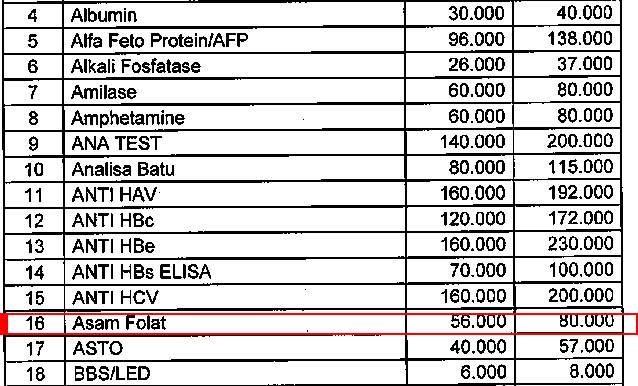 4 Albumin 30.000 40.000
5 Alfa Feto Protein/AFP 96.000 138.000
6 Alkali Fosfatase 26.000 37.000
7 Amilase 60.000 80.000
8 Amphetamine 60.000 80.000
9 ANA TEST 140.000 200.000
10 Analisa Batu 80.000 115.000
11 ANTI HAV 160.000 192.000
12 ANTI HBc 120.000 172.000
13 ANTI HBe 160.000 230.000
14 ANTI HBs ELISA 70.000 100.000
15 ANTI HCV 160.000 200.000
16 Asam Folat 56.000 80.000
17 ASTO 40.000 57.000
18 BBS/LED 6.000 8.000